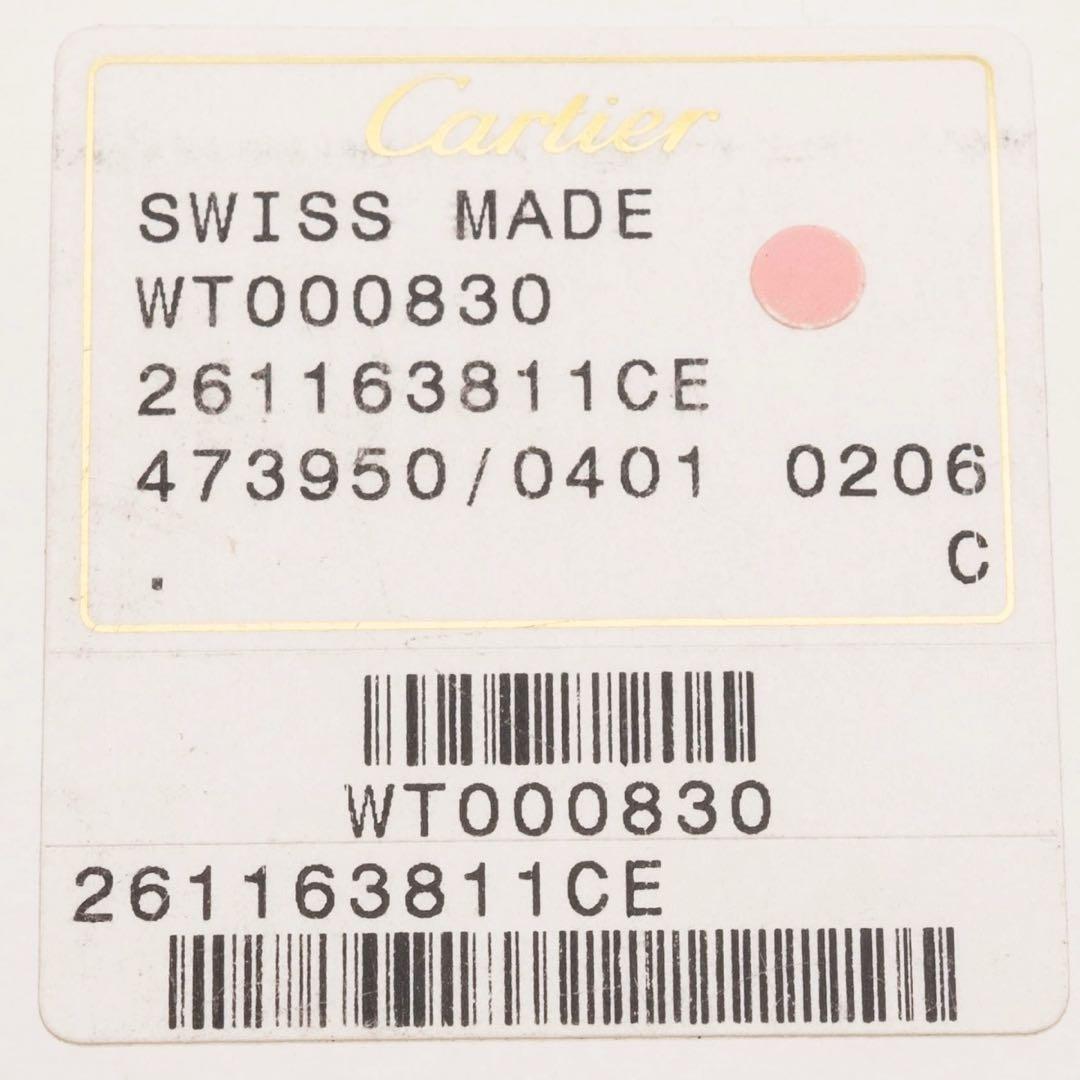 Cartier
SWISS MADE
WT000830
261163811CE
473950/0401 0206
. C
WT000830
261163811CE